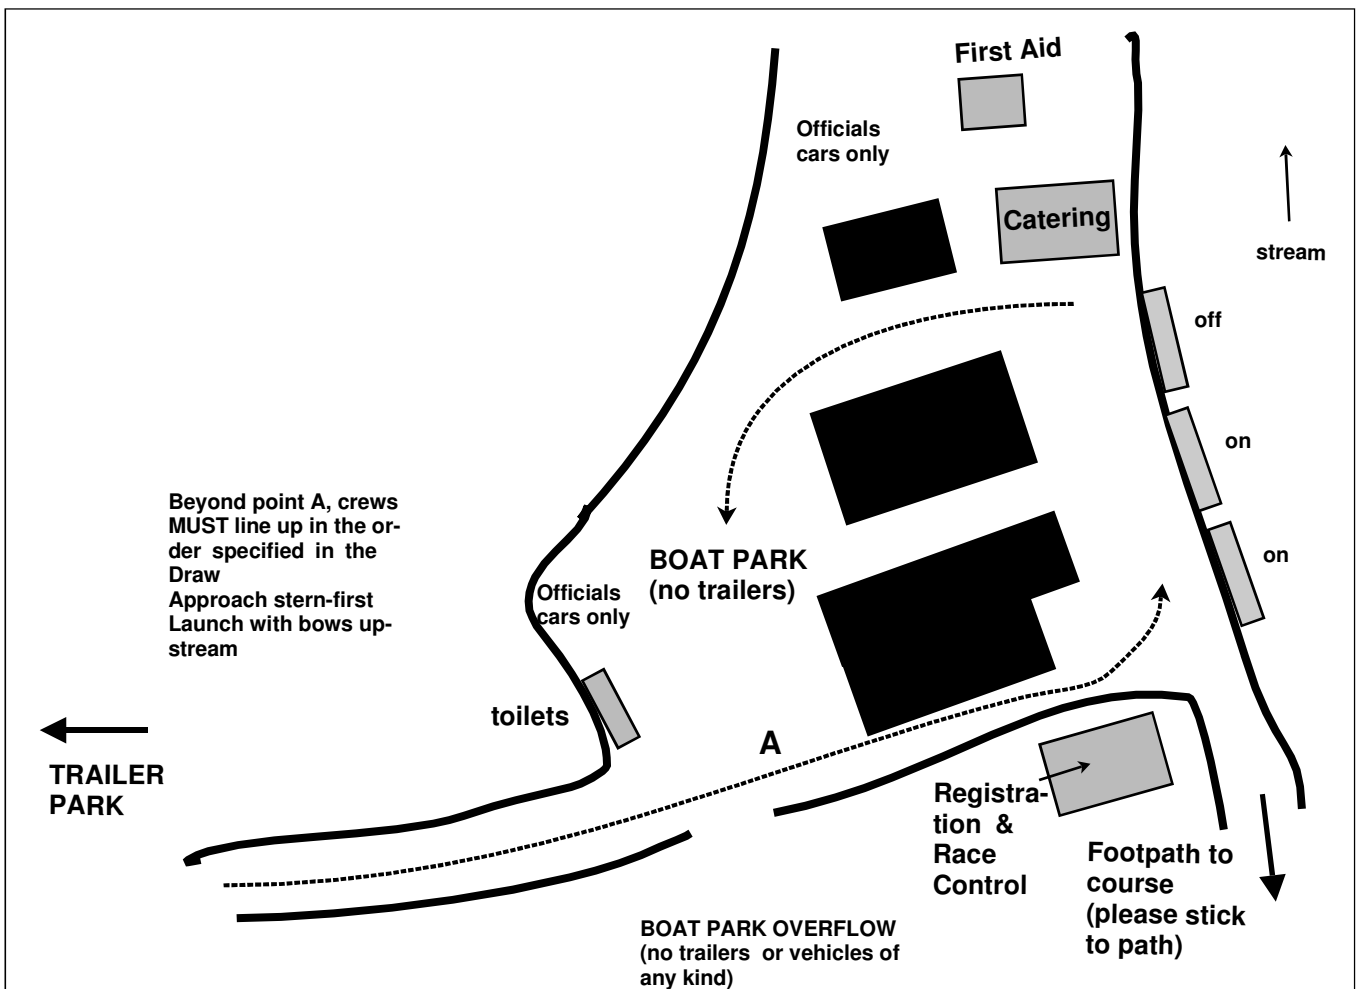 First Aid
Officials
cars only
Catering
stream
off
on
on
BOAT PARK
(no trailers)
Beyond point A, crews
MUST line up in the or-
der specified in the
Draw
Approach stern-first
Launch with bows up-
stream
Officials
cars only
toilets
A
TRAILER
PARK
Registra-
tion &
Race
Control
Footpath to
course
(please stick
to path)
BOAT PARK OVERFLOW
(no trailers or vehicles of
any kind)